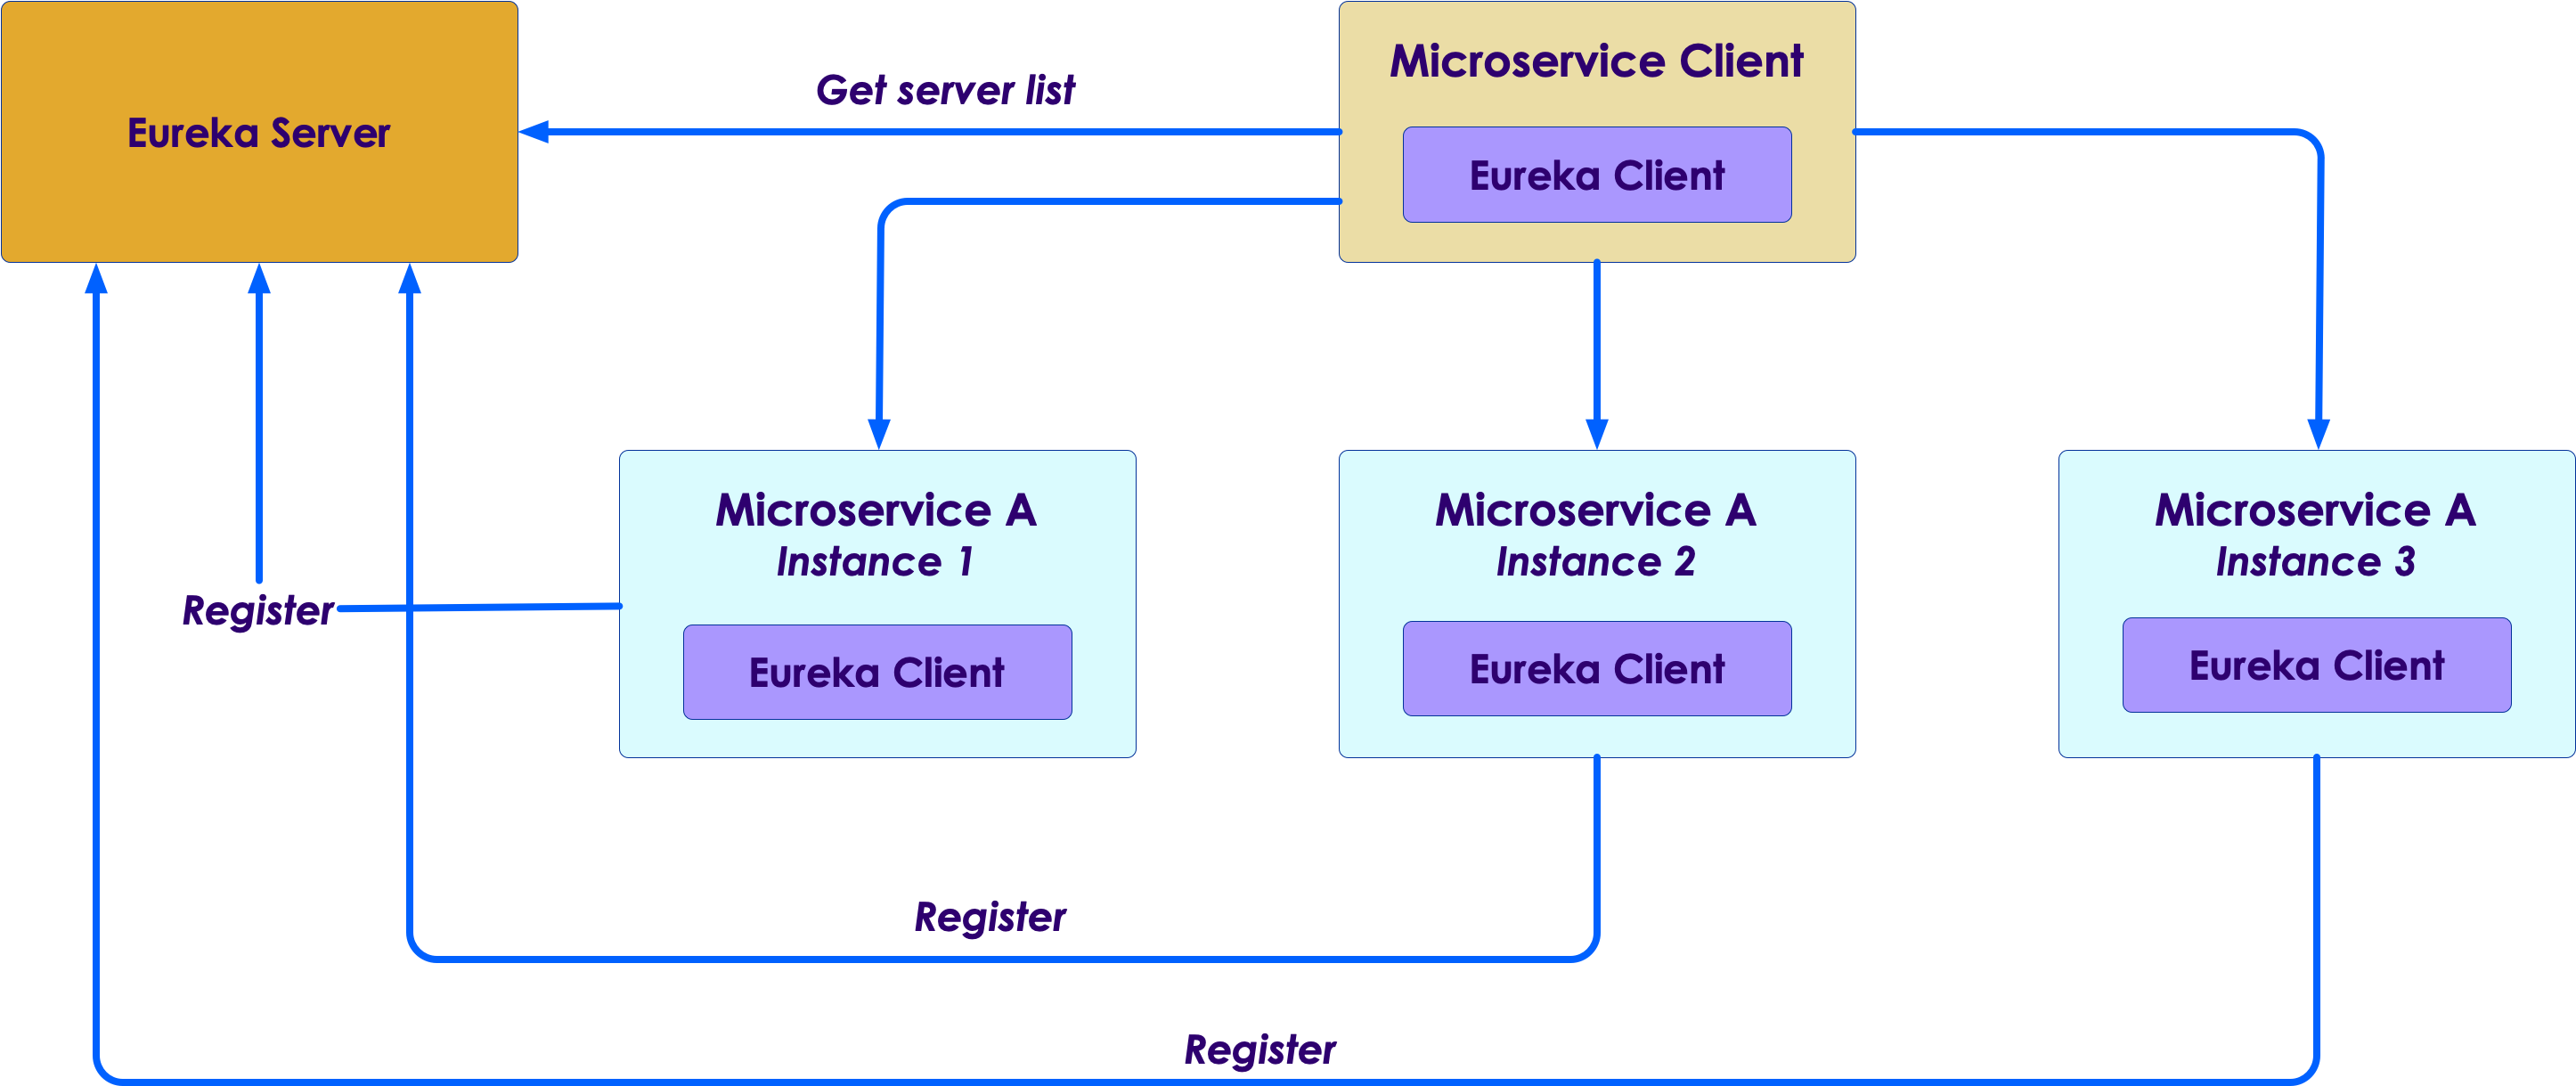 Eureka Server
Get server list
Microservice Client
Eureka Client
Microservice A
Instance 1
Eureka Client
Microservice A
Instance 2
Eureka Client
Microservice A
Instance 3
Eureka Client
Register
Register
Register